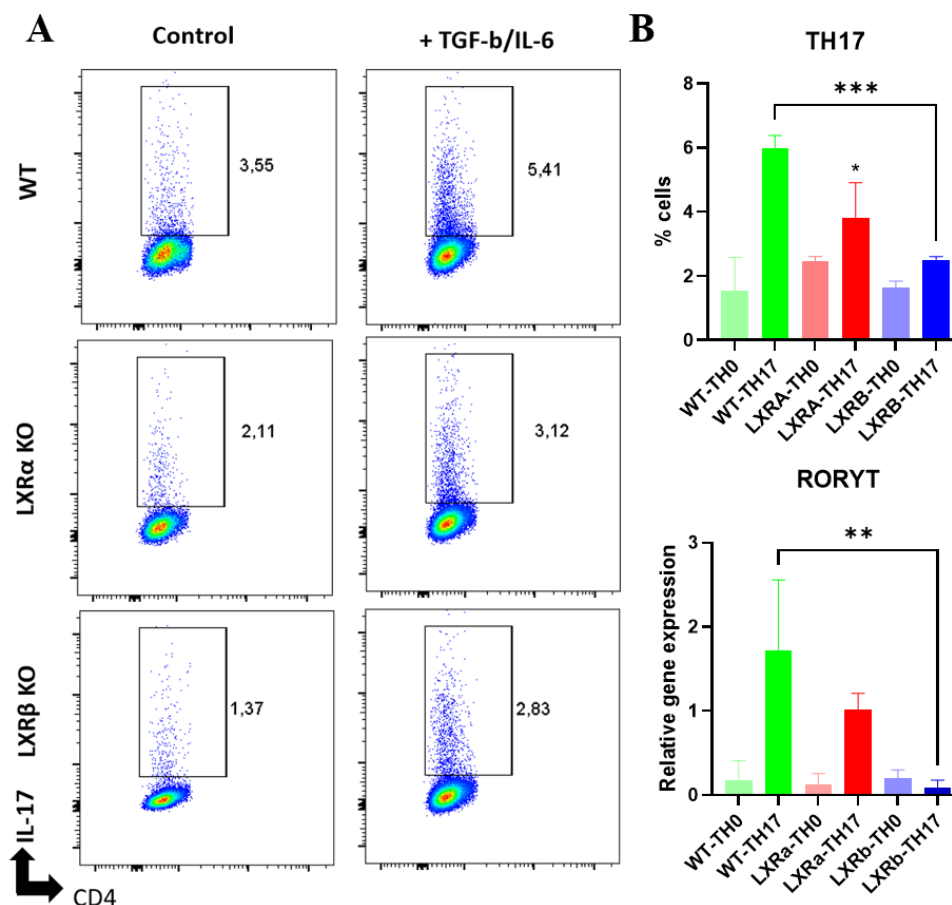 A
Control
+ TGF-b/IL-6
WT
3,55
5,41
LXRα KO
2,11
3,12
LXRβ KO
1,37
2,83
IL-17
CD4
B
TH17
***
*
% cells
8
6
4
2
0
WT-TH0
WT-TH17
LXRA-TH0
LXRA-TH17
LXRB-TH0
LXRB-TH17
RORYT
**
Relative gene expression
3
2
1
0
WT-TH0
WT-TH17
LXRa-TH0
LXRa-TH17
LXRb-TH0
LXRb-TH17